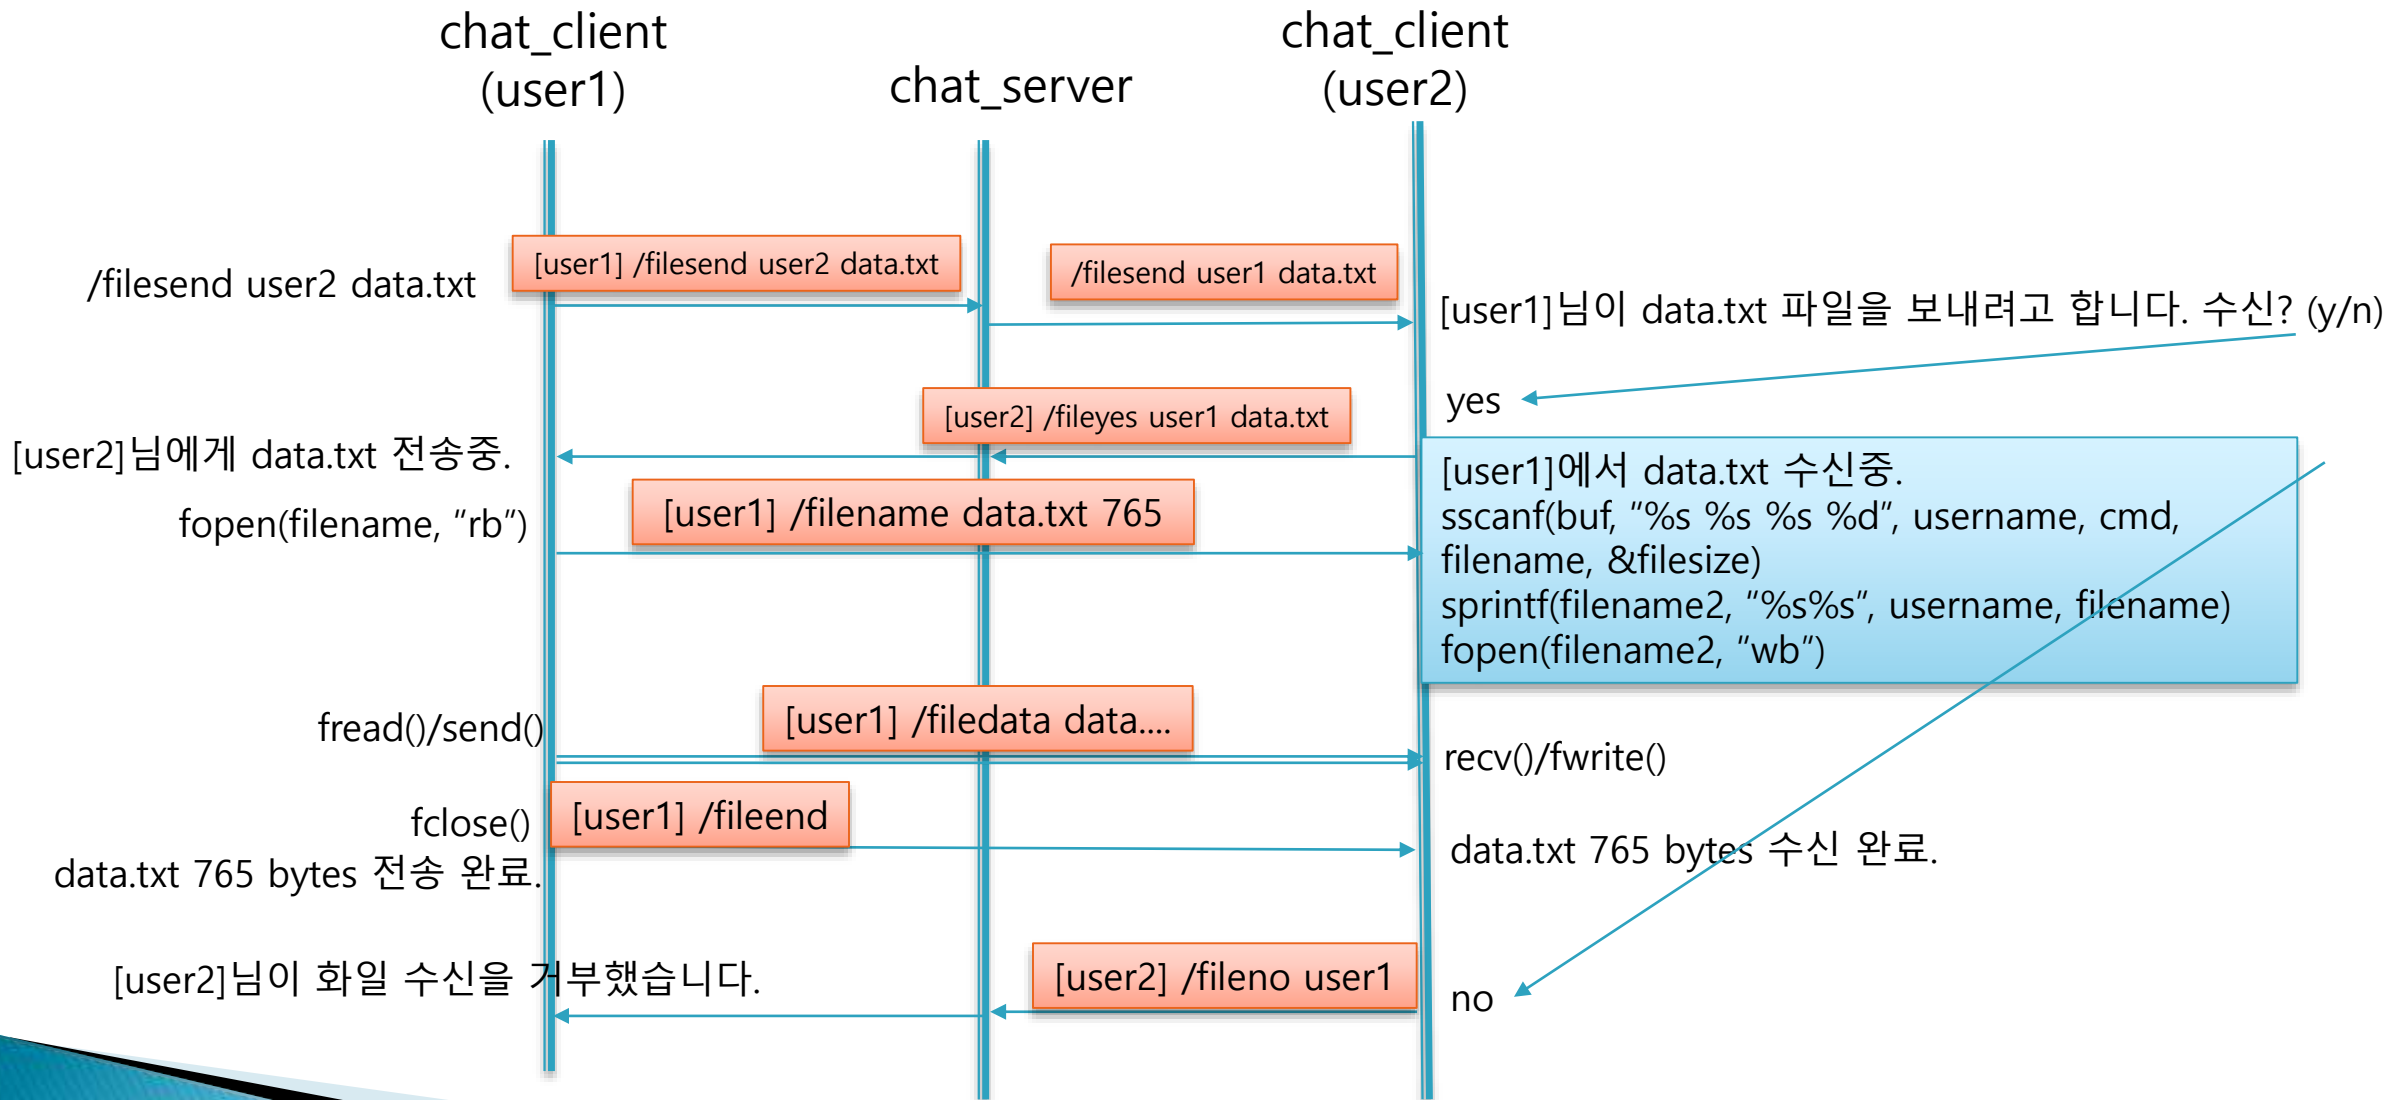 chat_client
(user1)
chat_server
chat_client
(user2)
/filesend user2 data.txt
[user1] /filesend user2 data.txt
/filesend user1 data.txt
[user1]님이 data.txt 파일을 보내려고 합니다. 수신? (y/n)
yes
[user2] /fileyes user1 data.txt
[user2]님에게 data.txt 전송중.
[user1]에서 data.txt 수신중.
sscanf(buf, “%s %s %s %d”, username, cmd,
filename, &filesize)
sprintf(filename2, “%s%s”, username, filename)
fopen(filename2, “wb”)
fopen(filename, “rb”)
[user1] /filename data.txt 765
fread()/send()
[user1] /filedata data....
recv()/fwrite()
fclose()
[user1] /fileend
data.txt 765 bytes 전송 완료.
data.txt 765 bytes 수신 완료.
[user2]님이 화일 수신을 거부했습니다.
[user2] /fileno user1
no